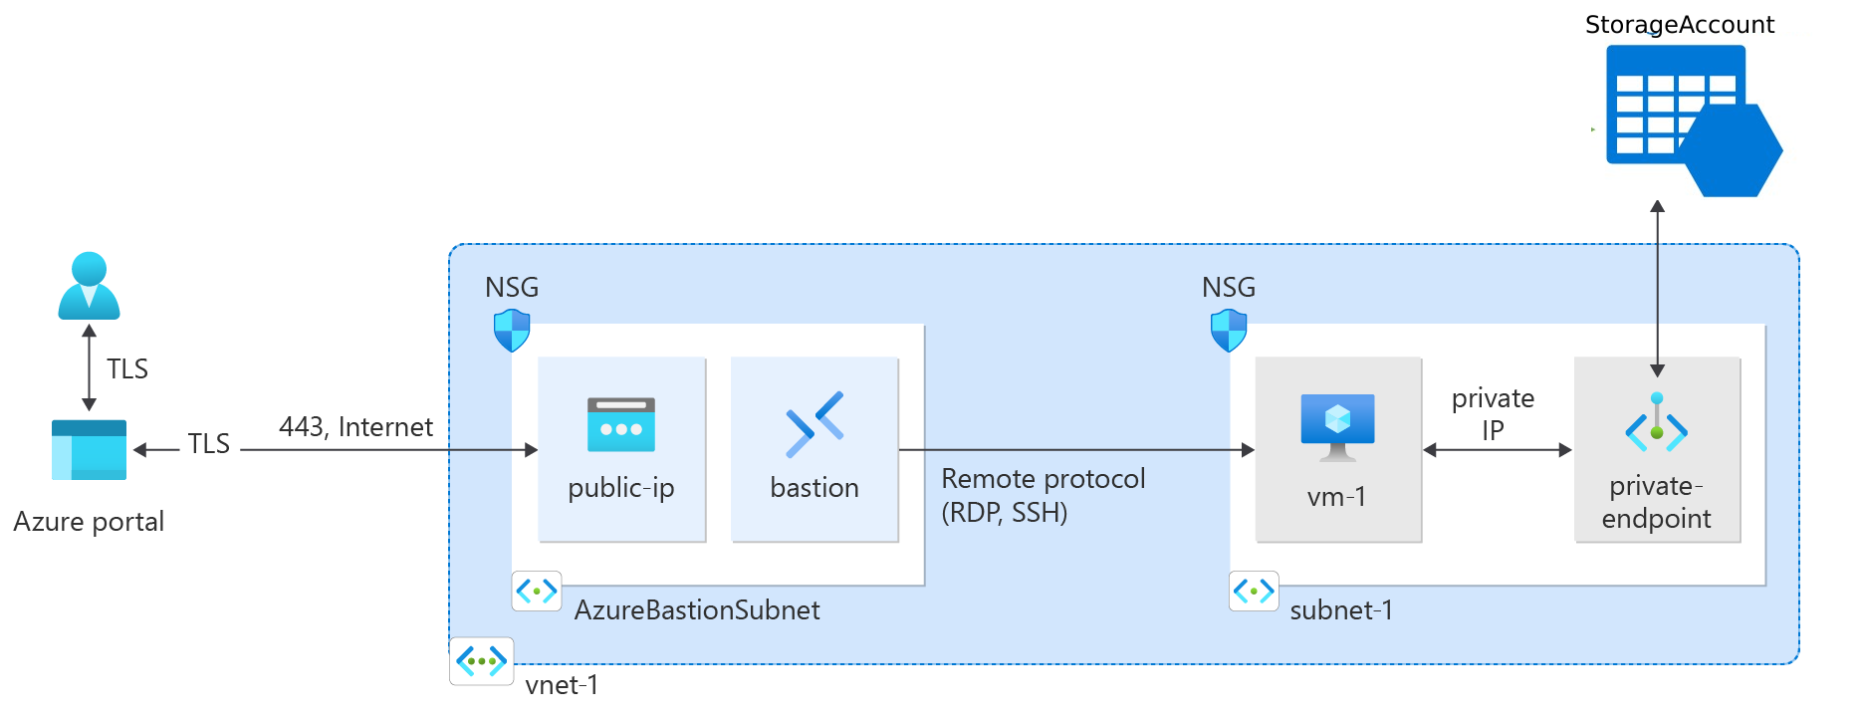 StorageAccount
NSG
NSG
TLS
private
IP
443, Internet
TLS
Remote protocol
(RDP, SSH)
public-ip
bastion
vm-1
private-
endpoint
Azure portal
AzureBastionSubnet
subnet-1
vnet-1